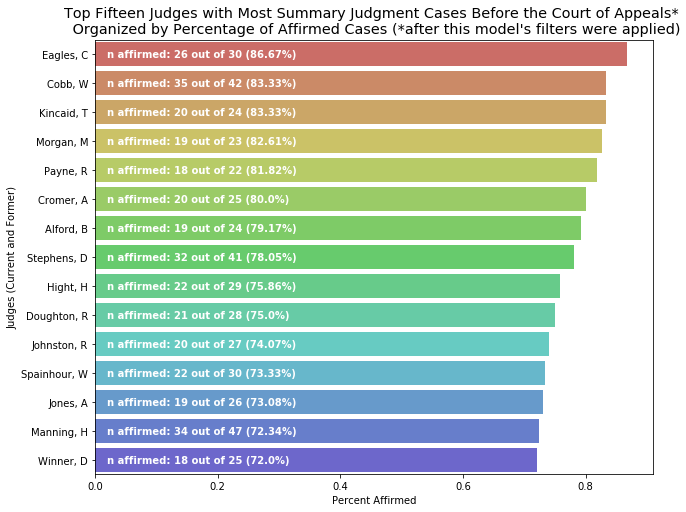 Top Fifteen Judges with Most Summary Judgment Cases Before the Court of Appeals*
Organized by Percentage of Affirmed Cases (*after this model's filters were applied)
Judges (Current and Former)
Eagles, C n affirmed: 26 out of 30 (86.67%)
Cobb, W n affirmed: 35 out of 42 (83.33%)
Kincaid, T n affirmed: 20 out of 24 (83.33%)
Morgan, M n affirmed: 19 out of 23 (82.61%)
Payne, R n affirmed: 18 out of 22 (81.82%)
Cromer, A n affirmed: 20 out of 25 (80.0%)
Alford, B n affirmed: 19 out of 24 (79.17%)
Stephens, D n affirmed: 32 out of 41 (78.05%)
Hight, H n affirmed: 22 out of 29 (75.86%)
Doughton, R n affirmed: 21 out of 28 (75.0%)
Johnston, R n affirmed: 20 out of 27 (74.07%)
Spainhour, W n affirmed: 22 out of 30 (73.33%)
Jones, A n affirmed: 19 out of 26 (73.08%)
Manning, H n affirmed: 34 out of 47 (72.34%)
Winner, D n affirmed: 18 out of 25 (72.0%)
0.0 0.2 0.4 0.6 0.8
Percent Affirmed